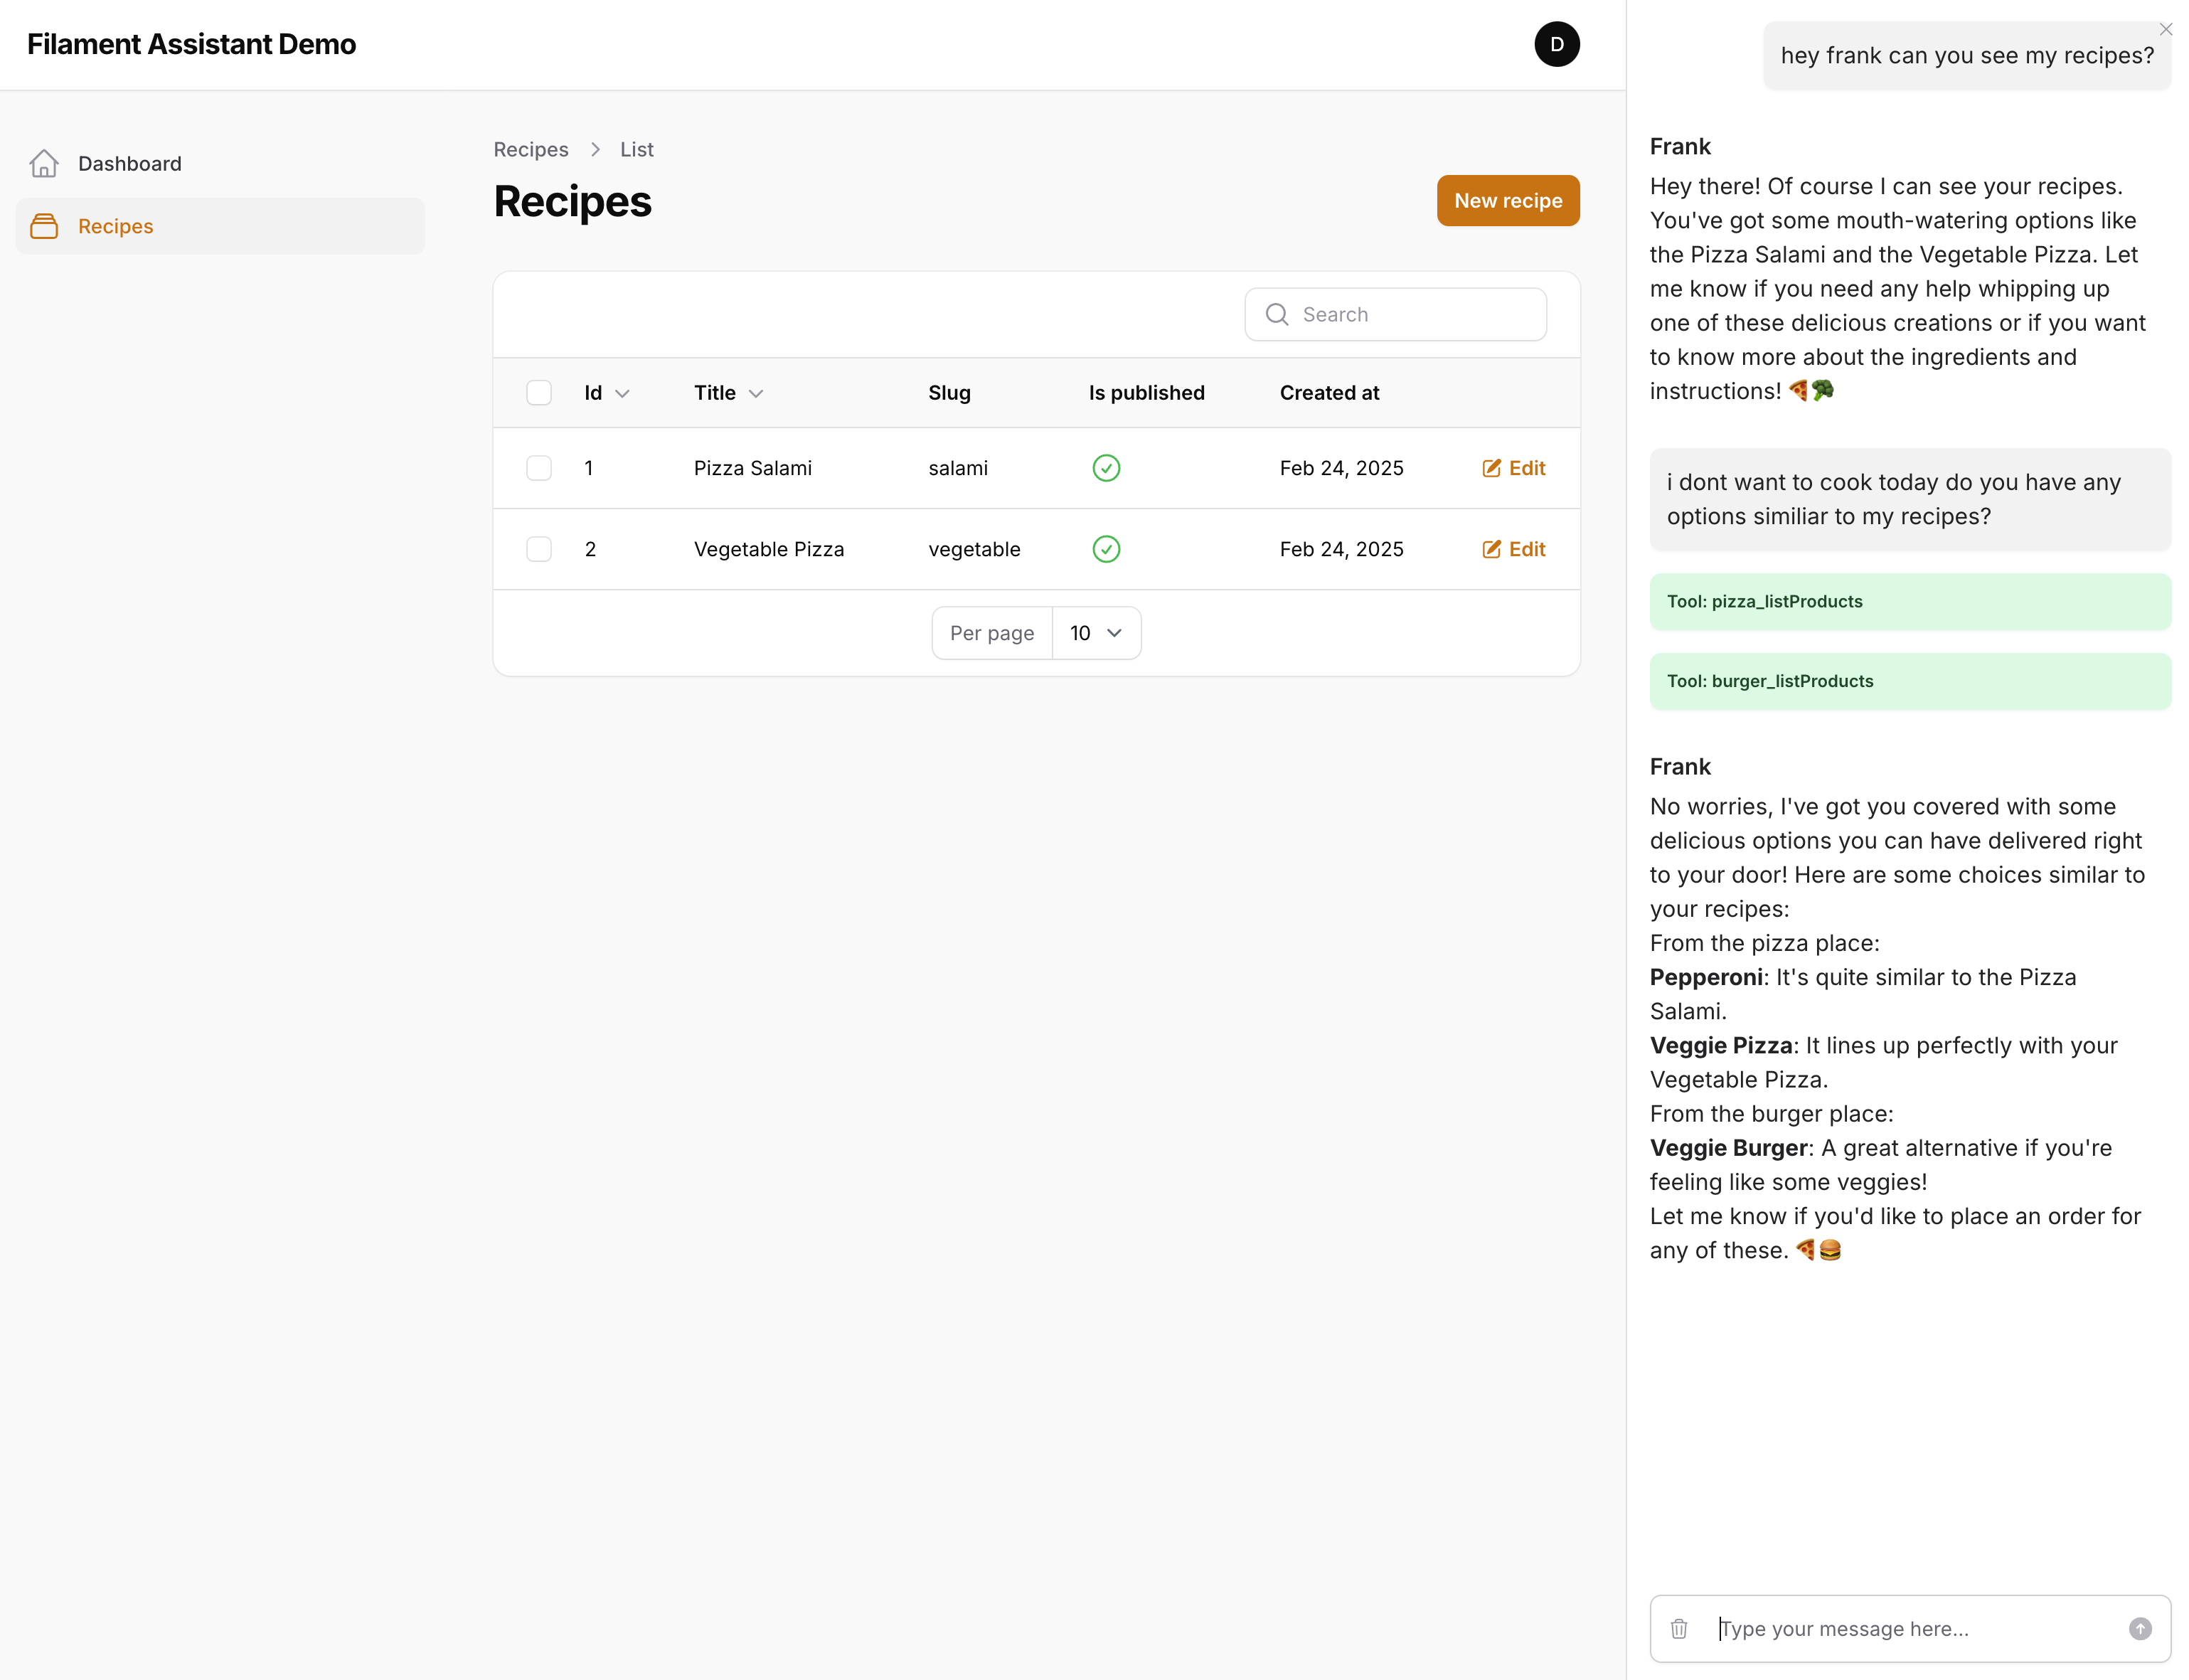 Filament Assistant Demo
D
Dashboard
Recipes
Recipes > List
Recipes
New recipe
Search
Id Title Slug Is published Created at
1 Pizza Salami salami Feb 24, 2025 Edit
2 Vegetable Pizza vegetable Feb 24, 2025 Edit
Per page 10
hey frank can you see my recipes?
Frank
Hey there! Of course I can see your recipes.
You've got some mouth-watering options like
the Pizza Salami and the Vegetable Pizza. Let
me know if you need any help whipping up
one of these delicious creations or if you want
to know more about the ingredients and
instructions! 🍕🥦
i dont want to cook today do you have any
options similiar to my recipes?
Tool: pizza_listProducts
Tool: burger_listProducts
Frank
No worries, I've got you covered with some
delicious options you can have delivered right
to your door! Here are some choices similar to
your recipes:
From the pizza place:
Pepperoni: It's quite similar to the Pizza
Salami.
Veggie Pizza: It lines up perfectly with your
Vegetable Pizza.
From the burger place:
Veggie Burger: A great alternative if you're
feeling like some veggies!
Let me know if you'd like to place an order for
any of these. 🍕🍔
Type your message here...